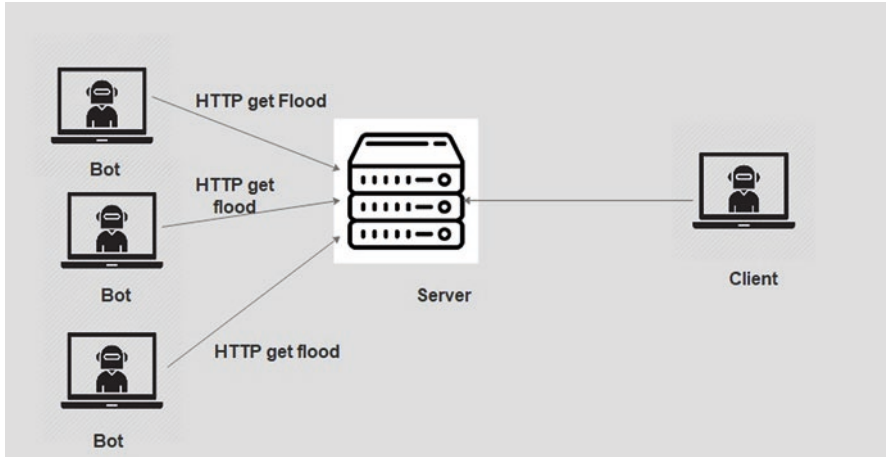 HTTP get Flood
Bot
HTTP get
flood
Bot
Server
Client
HTTP get flood
Bot